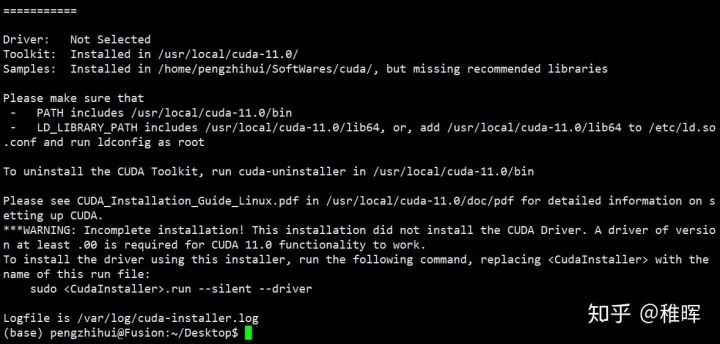 ===========
Driver:   Not Selected
Toolkit:  Installed in /usr/local/cuda-11.0/
Samples:  Installed in /home/pengzhihui/SoftWares/cuda/, but missing recommended libraries
Please make sure that
 -   PATH includes /usr/local/cuda-11.0/bin
 -   LD_LIBRARY_PATH includes /usr/local/cuda-11.0/lib64, or, add /usr/local/cuda-11.0/lib64 to /etc/ld.so
.conf and run ldconfig as root
To uninstall the CUDA Toolkit, run cuda-uninstaller in /usr/local/cuda-11.0/bin
Please see CUDA_Installation_Guide_Linux.pdf in /usr/local/cuda-11.0/doc/pdf for detailed information on s
etting up CUDA.
***WARNING: Incomplete installation! This installation did not install the CUDA Driver. A driver of versio
n at least .00 is required for CUDA 11.0 functionality to work.
To install the driver using this installer, run the following command, replacing <CudaInstaller> with the
name of this run file:
    sudo <CudaInstaller>.run --silent --driver
Logfile is /var/log/cuda-installer.log
(base) pengzhihui@Fusion:~/Desktop$
知乎 @稚晖